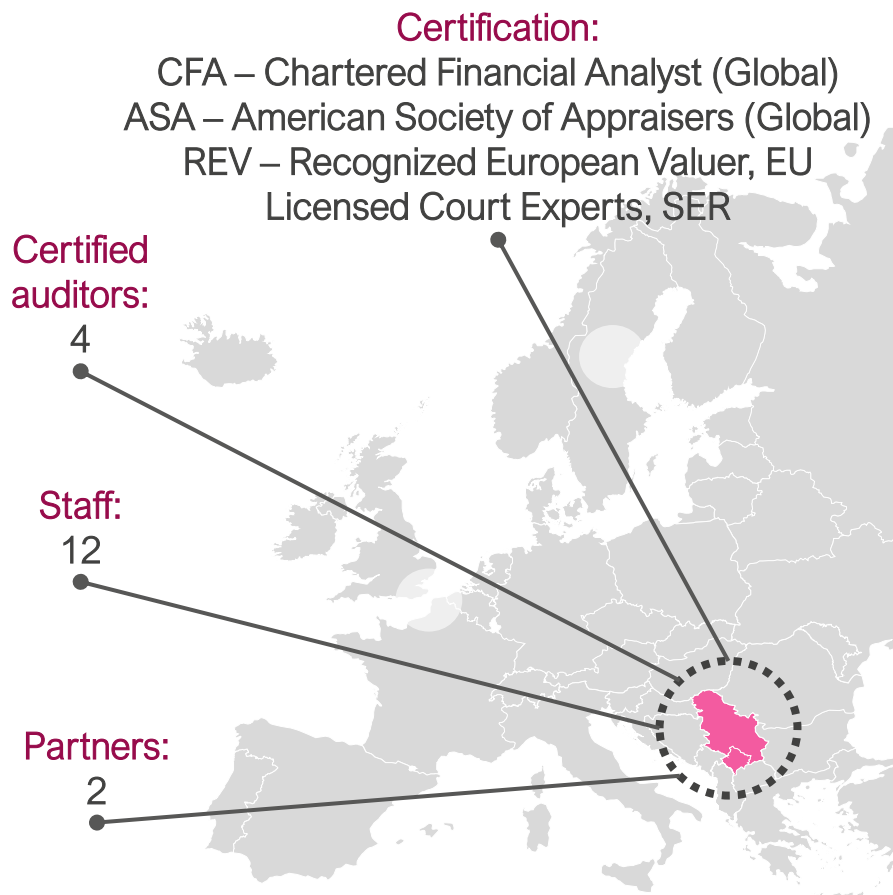 Certification:
CFA – Chartered Financial Analyst (Global)
ASA – American Society of Appraisers (Global)
REV – Recognized European Valuer, EU
Licensed Court Experts, SER
Certified
auditors:
4
Staff:
12
Partners:
2